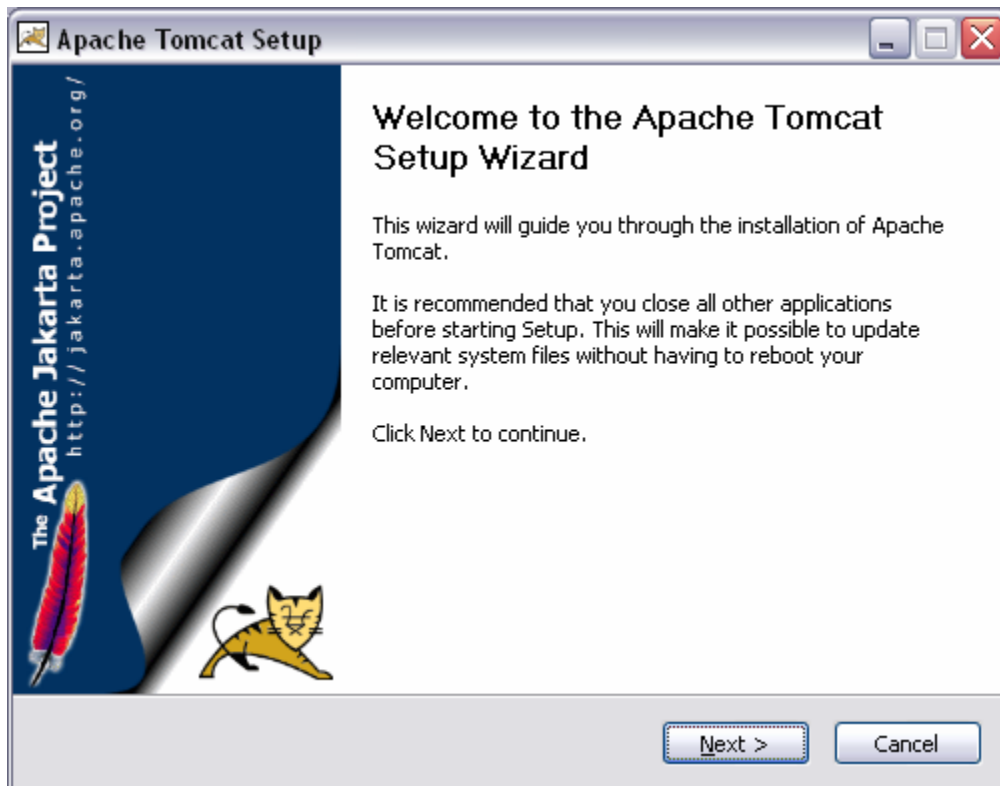 Apache Tomcat Setup
The Apache Jakarta Project
http://jakarta.apache.org/
Welcome to the Apache Tomcat
Setup Wizard
This wizard will guide you through the installation of Apache
Tomcat.
It is recommended that you close all other applications
before starting Setup. This will make it possible to update
relevant system files without having to reboot your
computer.
Click Next to continue.
Next >
Cancel